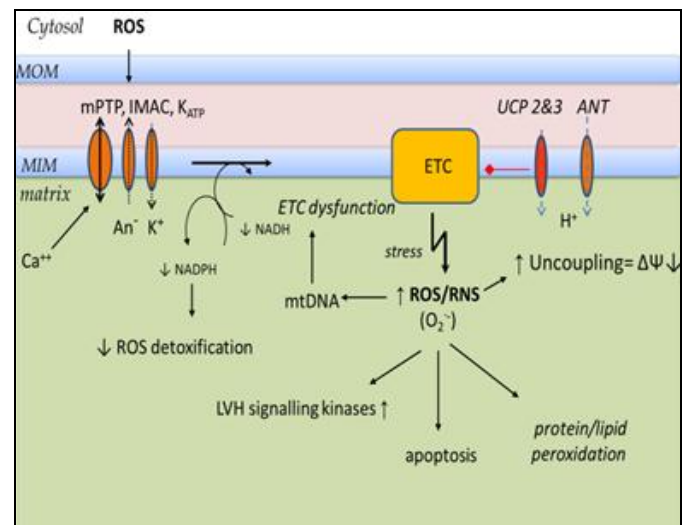 Cytosol ROS
MOM
mPTP, IMAC, K_ATP UCP 2&3 ANT
MIM ETC
matrix
An⁻ K⁺ ETC dysfunction H⁺
↓ NADH
Ca⁺⁺ ↓ NADPH stress ↑ Uncoupling= ΔΨ↓
mtDNA ↑ ROS/RNS
(O₂˙⁻)
↓ ROS detoxification
LVH signalling kinases ↑
apoptosis protein/lipid
peroxidation